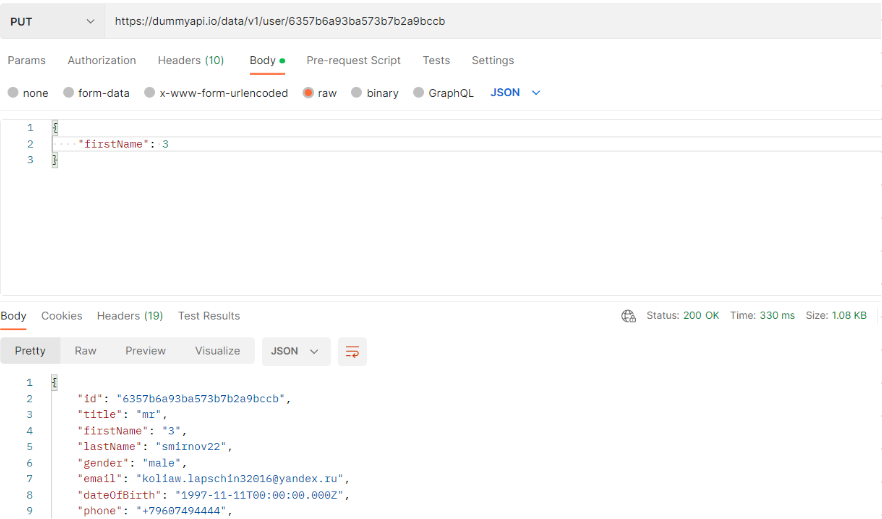 PUT https://dummyapi.io/data/v1/user/6357b6a93ba573b7b2a9bccb
Params Authorization Headers (10) Body Pre-request Script Tests Settings
none form-data x-www-form-urlencoded raw binary GraphQL JSON
1 {
2 "firstName": 3
3 }
Body Cookies Headers (19) Test Results Status: 200 OK Time: 330 ms Size: 1.08 KB
Pretty Raw Preview Visualize JSON
1 {
2 "id": "6357b6a93ba573b7b2a9bccb",
3 "title": "mr",
4 "firstName": "3",
5 "lastName": "smirnov22",
6 "gender": "male",
7 "email": "koliaw.lapschin32016@yandex.ru",
8 "dateOfBirth": "1997-11-11T00:00:00.000Z",
9 "phone": "+79607494444",